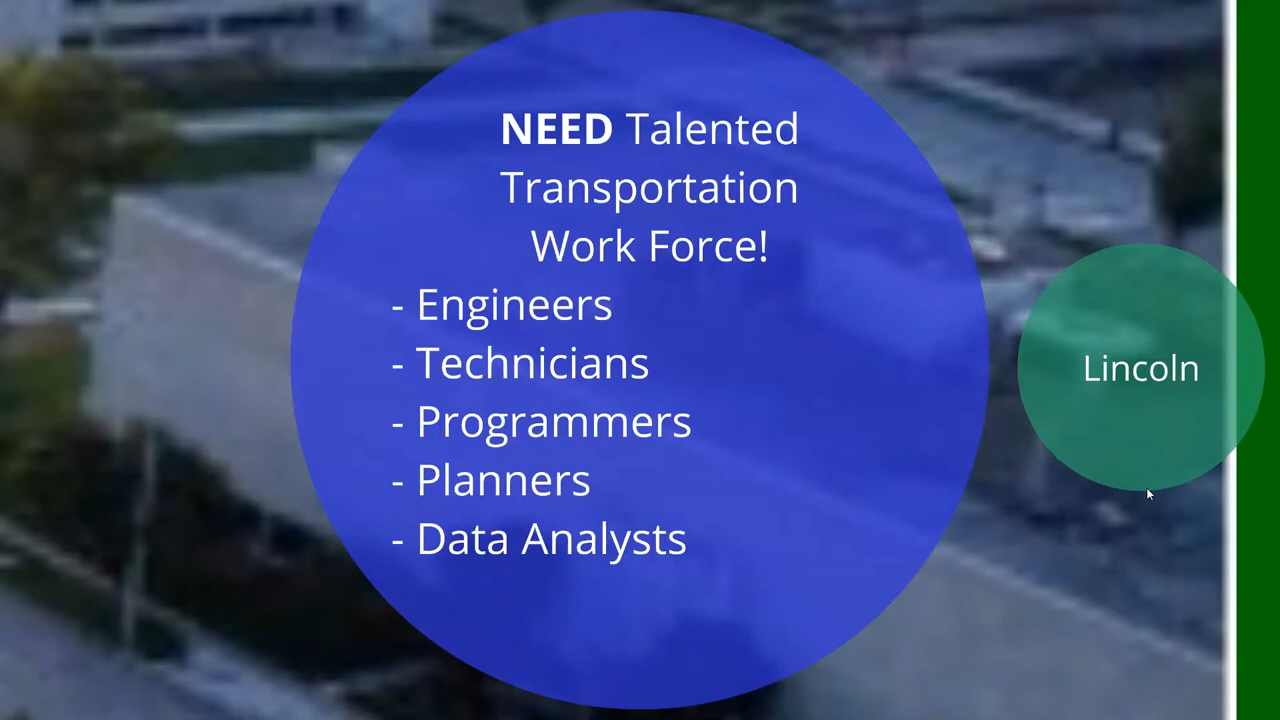 NEED Talented
Transportation
Work Force!
- Engineers
- Technicians
- Programmers
- Planners
- Data Analysts
Lincoln